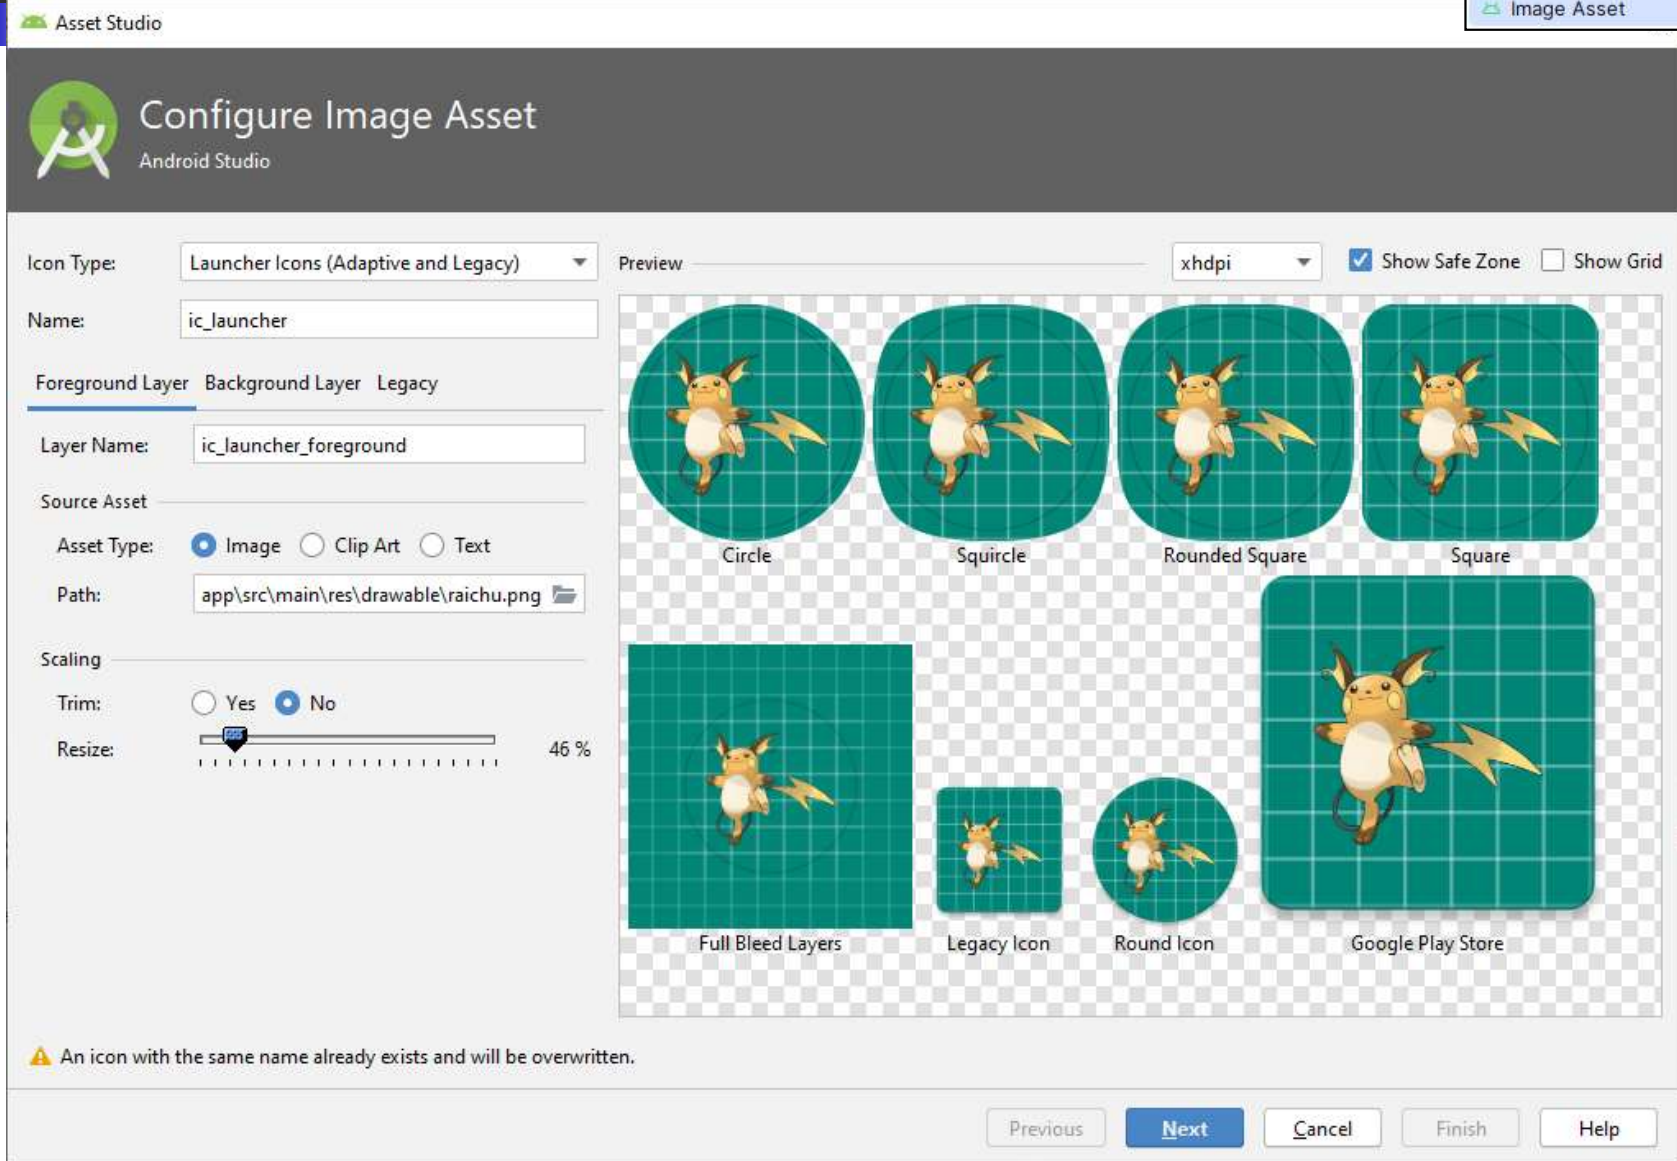 Image Asset
Asset Studio
Configure Image Asset
Android Studio
Icon Type: Launcher Icons (Adaptive and Legacy)
Name: ic_launcher
Foreground Layer Background Layer Legacy
Layer Name: ic_launcher_foreground
Source Asset
Asset Type: Image Clip Art Text
Path: app\src\main\res\drawable\raichu.png
Scaling
Trim: Yes No
Resize: 46 %
Preview xhdpi Show Safe Zone Show Grid
Circle Squircle Rounded Square Square
Full Bleed Layers Legacy Icon Round Icon Google Play Store
An icon with the same name already exists and will be overwritten.
Previous Next Cancel Finish Help